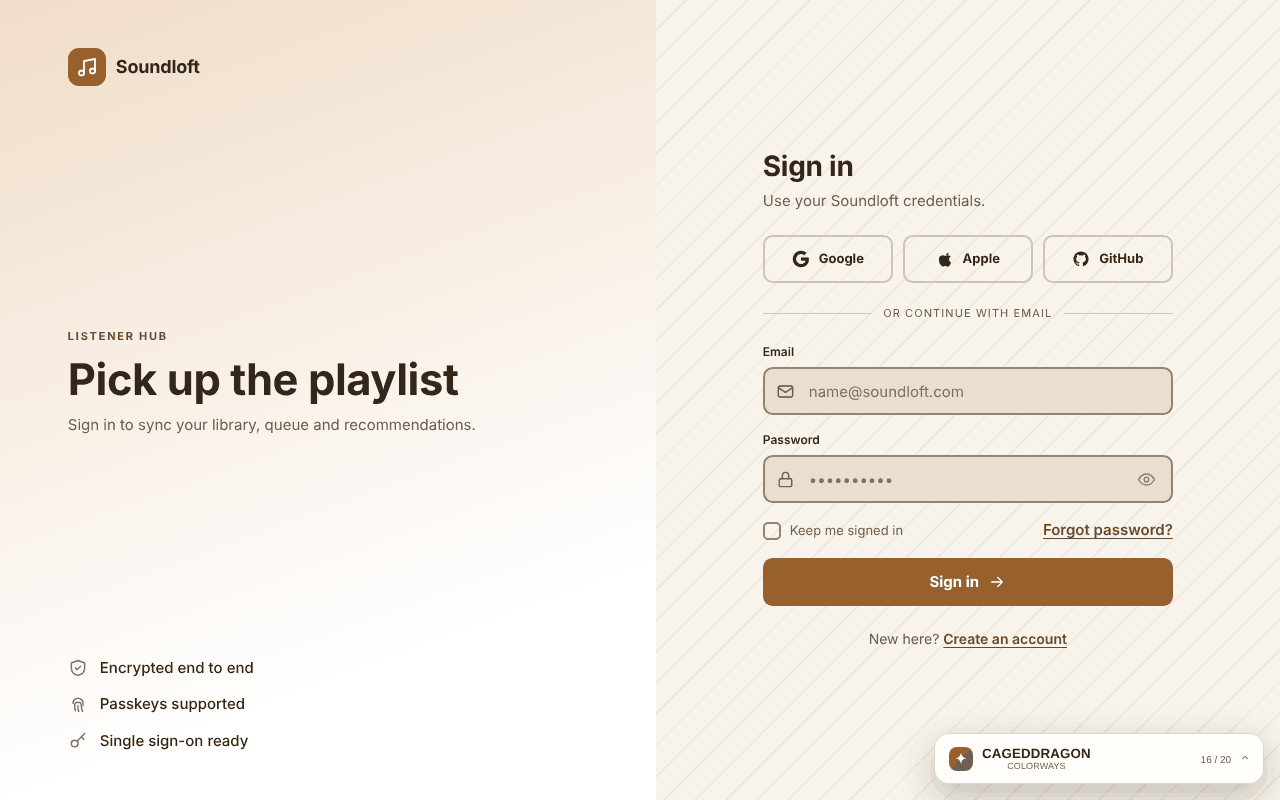 Soundloft
LISTENER HUB
Pick up the playlist
Sign in to sync your library, queue and recommendations.
Encrypted end to end
Passkeys supported
Single sign-on ready
Sign in
Use your Soundloft credentials.
Google
Apple
GitHub
OR CONTINUE WITH EMAIL
Email
name@soundloft.com
Password
••••••••••
Keep me signed in
Forgot password?
Sign in →
New here? Create an account
CAGEDDRAGON
COLORWAYS
16 / 20